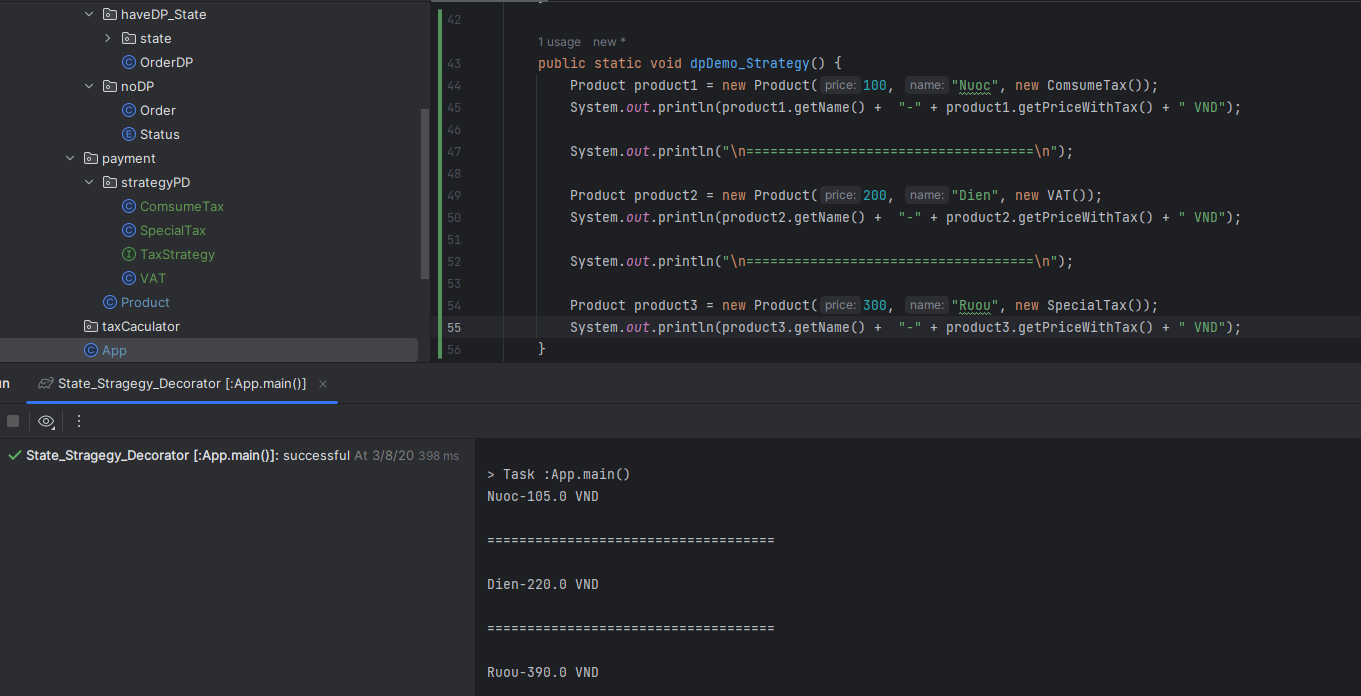 haveDP_State
state
OrderDP
noDP
Order
Status
payment
strategyPD
ComsumeTax
SpecialTax
TaxStrategy
VAT
Product
taxCaculator
App
42
1 usage new *
43 public static void dpDemo_Strategy() {
44 Product product1 = new Product( price: 100, name: "Nuoc", new ComsumeTax());
45 System.out.println(product1.getName() + "-" + product1.getPriceWithTax() + " VND");
46
47 System.out.println("\n====================================\n");
48
49 Product product2 = new Product( price: 200, name: "Dien", new VAT());
50 System.out.println(product2.getName() + "-" + product2.getPriceWithTax() + " VND");
51
52 System.out.println("\n====================================\n");
53
54 Product product3 = new Product( price: 300, name: "Ruou", new SpecialTax());
55 System.out.println(product3.getName() + "-" + product3.getPriceWithTax() + " VND");
56 }
un State_Stragegy_Decorator [:App.main()] ×
State_Stragegy_Decorator [:App.main()]: successful At 3/8/20 398 ms
> Task :App.main()
Nuoc-105.0 VND
====================================
Dien-220.0 VND
====================================
Ruou-390.0 VND